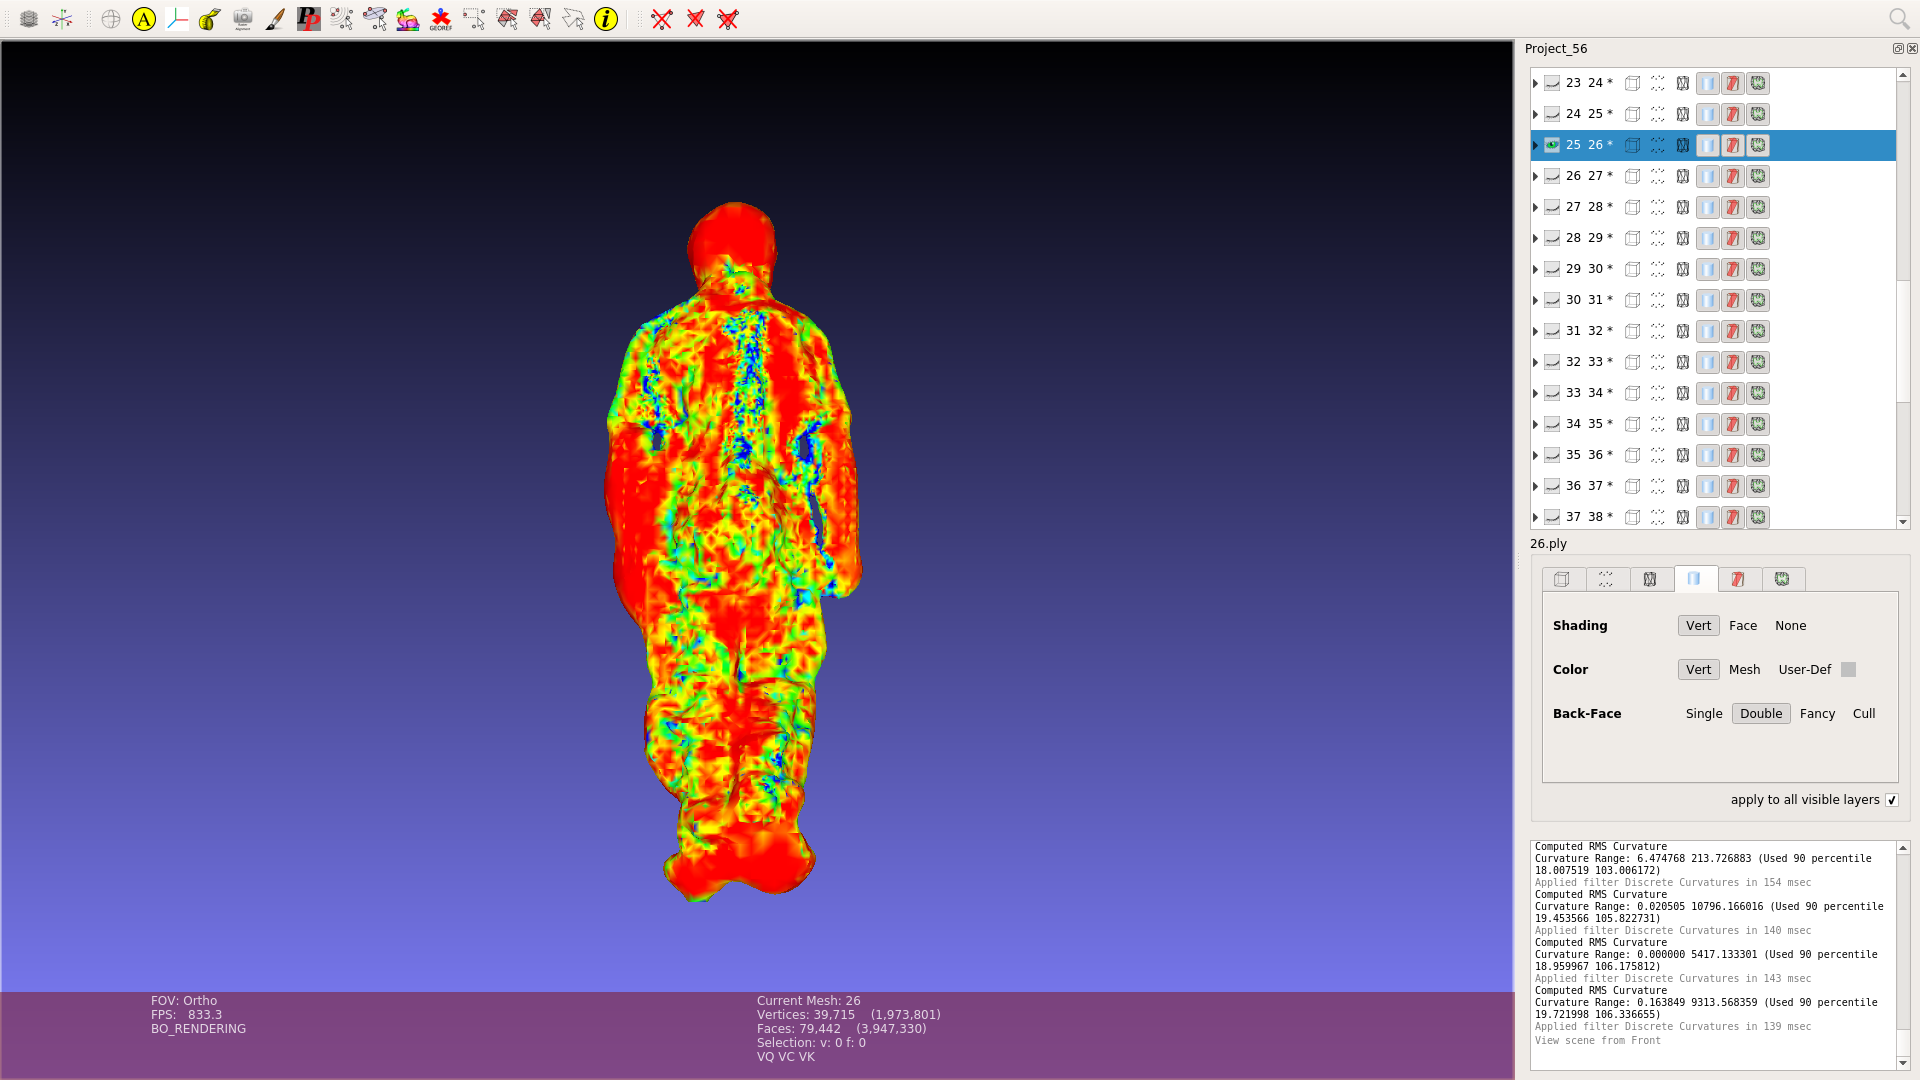 A
PP
GEOREF
i
Project_56
23 24 *
24 25 *
25 26 *
26 27 *
27 28 *
28 29 *
29 30 *
30 31 *
31 32 *
32 33 *
33 34 *
34 35 *
35 36 *
36 37 *
37 38 *
26.ply
Shading Vert Face None
Color Vert Mesh User-Def
Back-Face Single Double Fancy Cull
apply to all visible layers
Computed RMS Curvature
Curvature Range: 6.474768 213.726883 (Used 90 percentile
18.007519 103.006172)
Applied filter Discrete Curvatures in 154 msec
Computed RMS Curvature
Curvature Range: 0.020505 10796.166016 (Used 90 percentile
19.453566 105.822731)
Applied filter Discrete Curvatures in 140 msec
Computed RMS Curvature
Curvature Range: 0.000000 5417.133301 (Used 90 percentile
18.959967 106.175812)
Applied filter Discrete Curvatures in 143 msec
Computed RMS Curvature
Curvature Range: 0.163849 9313.568359 (Used 90 percentile
19.721998 106.336655)
Applied filter Discrete Curvatures in 139 msec
View scene from Front
FOV: Ortho
FPS: 833.3
BO_RENDERING
Current Mesh: 26
Vertices: 39,715 (1,973,801)
Faces: 79,442 (3,947,330)
Selection: v: 0 f: 0
VQ VC VK